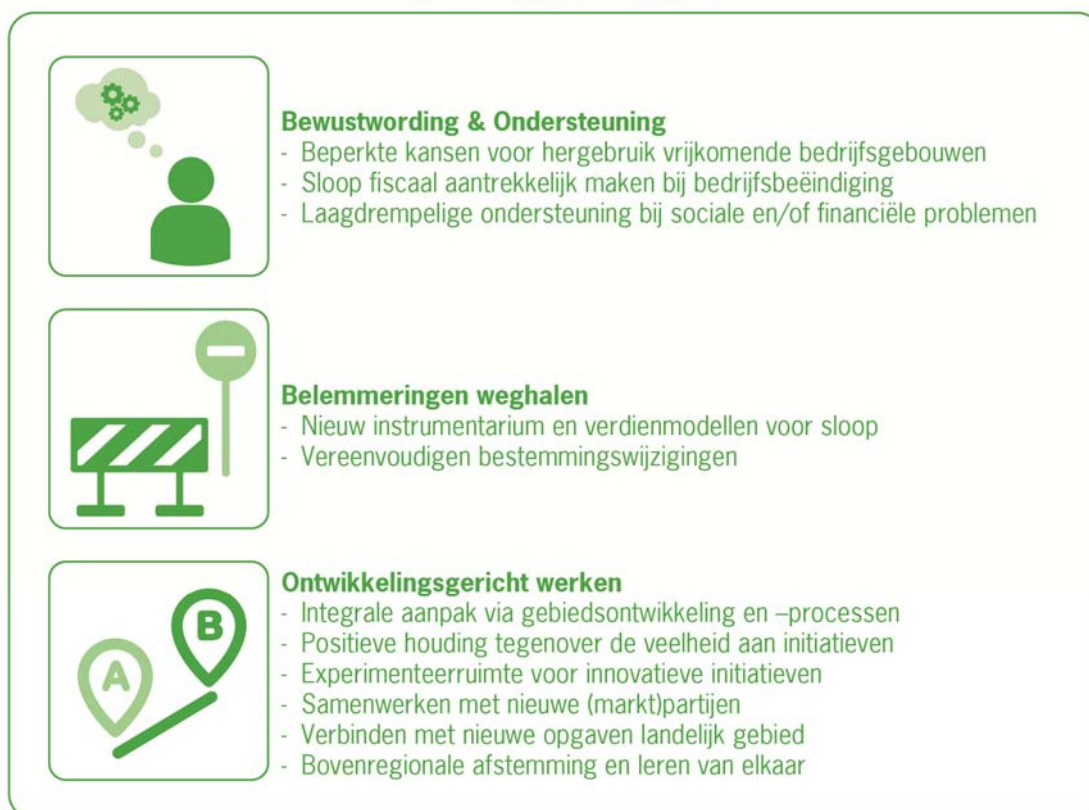 Bewustwording & Ondersteuning
- Beperkte kansen voor hergebruik vrijkomende bedrijfsgebouwen
- Sloop fiscaal aantrekkelijk maken bij bedrijfsbeëindiging
- Laagdrempelige ondersteuning bij sociale en/of financiële problemen
Belemmeringen weghalen
- Nieuw instrumentarium en verdienmodellen voor sloop
- Vereenvoudigen bestemmingswijzigingen
A
B
Ontwikkelingsgericht werken
- Integrale aanpak via gebiedsontwikkeling en –processen
- Positieve houding tegenover de veelheid aan initiatieven
- Experimenteerruimte voor innovatieve initiatieven
- Samenwerken met nieuwe (markt)partijen
- Verbinden met nieuwe opgaven landelijk gebied
- Bovenregionale afstemming en leren van elkaar